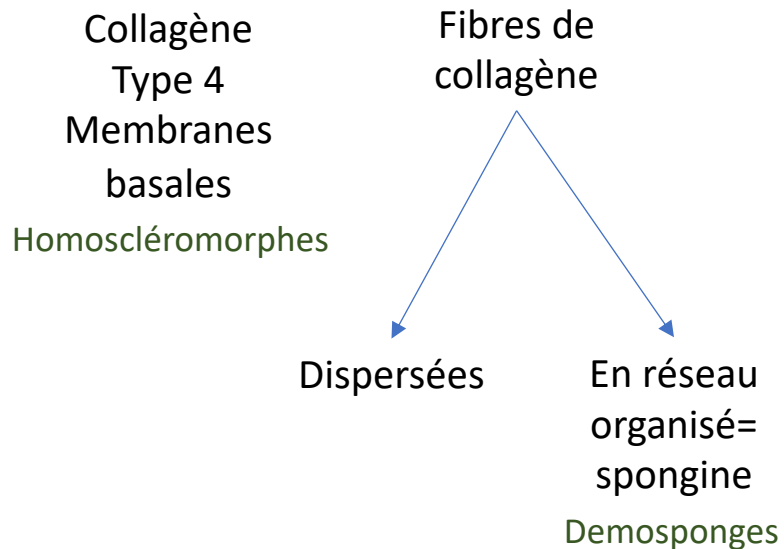 Collagène
Type 4
Membranes
basales
Homoscléromorphes
Fibres de
collagène
Dispersées
En réseau
organisé=
spongine
Demosponges